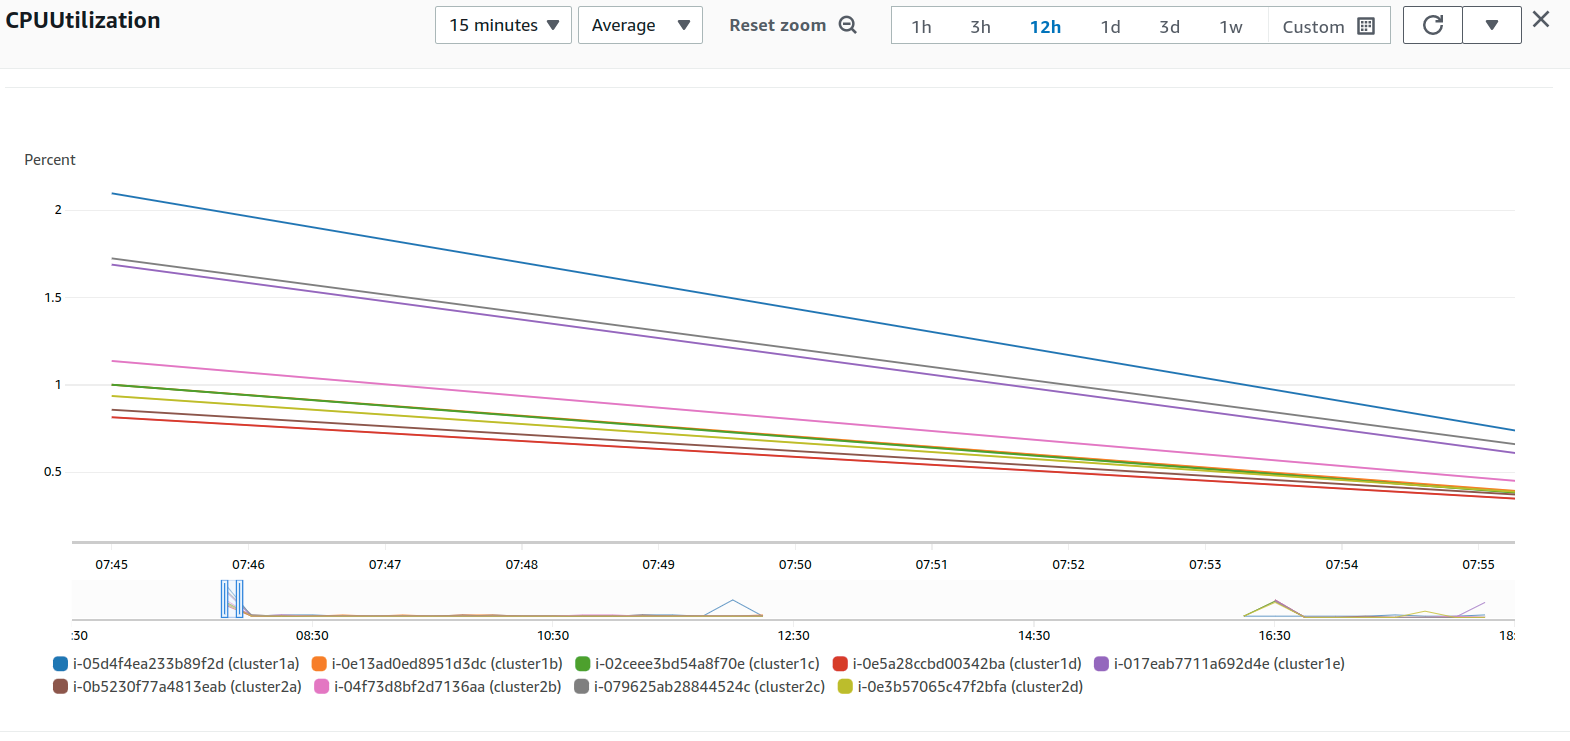 CPUUtilization
15 minutes Average Reset zoom 1h 3h 12h 1d 3d 1w Custom
Percent
2
1.5
1
0.5
07:45 07:46 07:47 07:48 07:49 07:50 07:51 07:52 07:53 07:54 07:55
:30 08:30 10:30 12:30 14:30 16:30 18:
i-05d4f4ea233b89f2d (cluster1a) i-0e13ad0ed8951d3dc (cluster1b) i-02ceee3bd54a8f70e (cluster1c) i-0e5a28ccbd00342ba (cluster1d) i-017eab7711a692d4e (cluster1e)
i-0b5230f77a4813eab (cluster2a) i-04f73d8bf2d7136aa (cluster2b) i-079625ab28844524c (cluster2c) i-0e3b57065c47f2bfa (cluster2d)